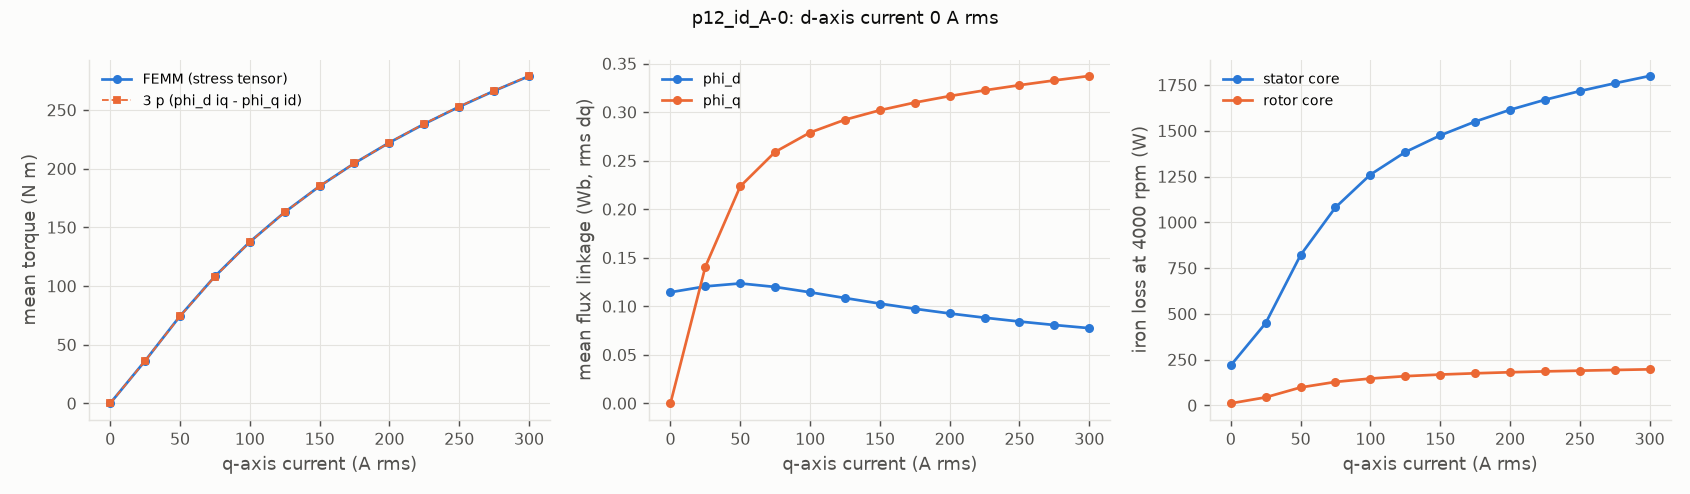 p12_id_A-0: d-axis current 0 A rms
mean torque (N m)
250
200
150
100
50
0
FEMM (stress tensor)
3 p (phi_d iq - phi_q id)
0 50 100 150 200 250 300
q-axis current (A rms)
mean flux linkage (Wb, rms dq)
0.35
0.30
0.25
0.20
0.15
0.10
0.05
0.00
phi_d
phi_q
0 50 100 150 200 250 300
q-axis current (A rms)
iron loss at 4000 rpm (W)
1750
1500
1250
1000
750
500
250
0
stator core
rotor core
0 50 100 150 200 250 300
q-axis current (A rms)